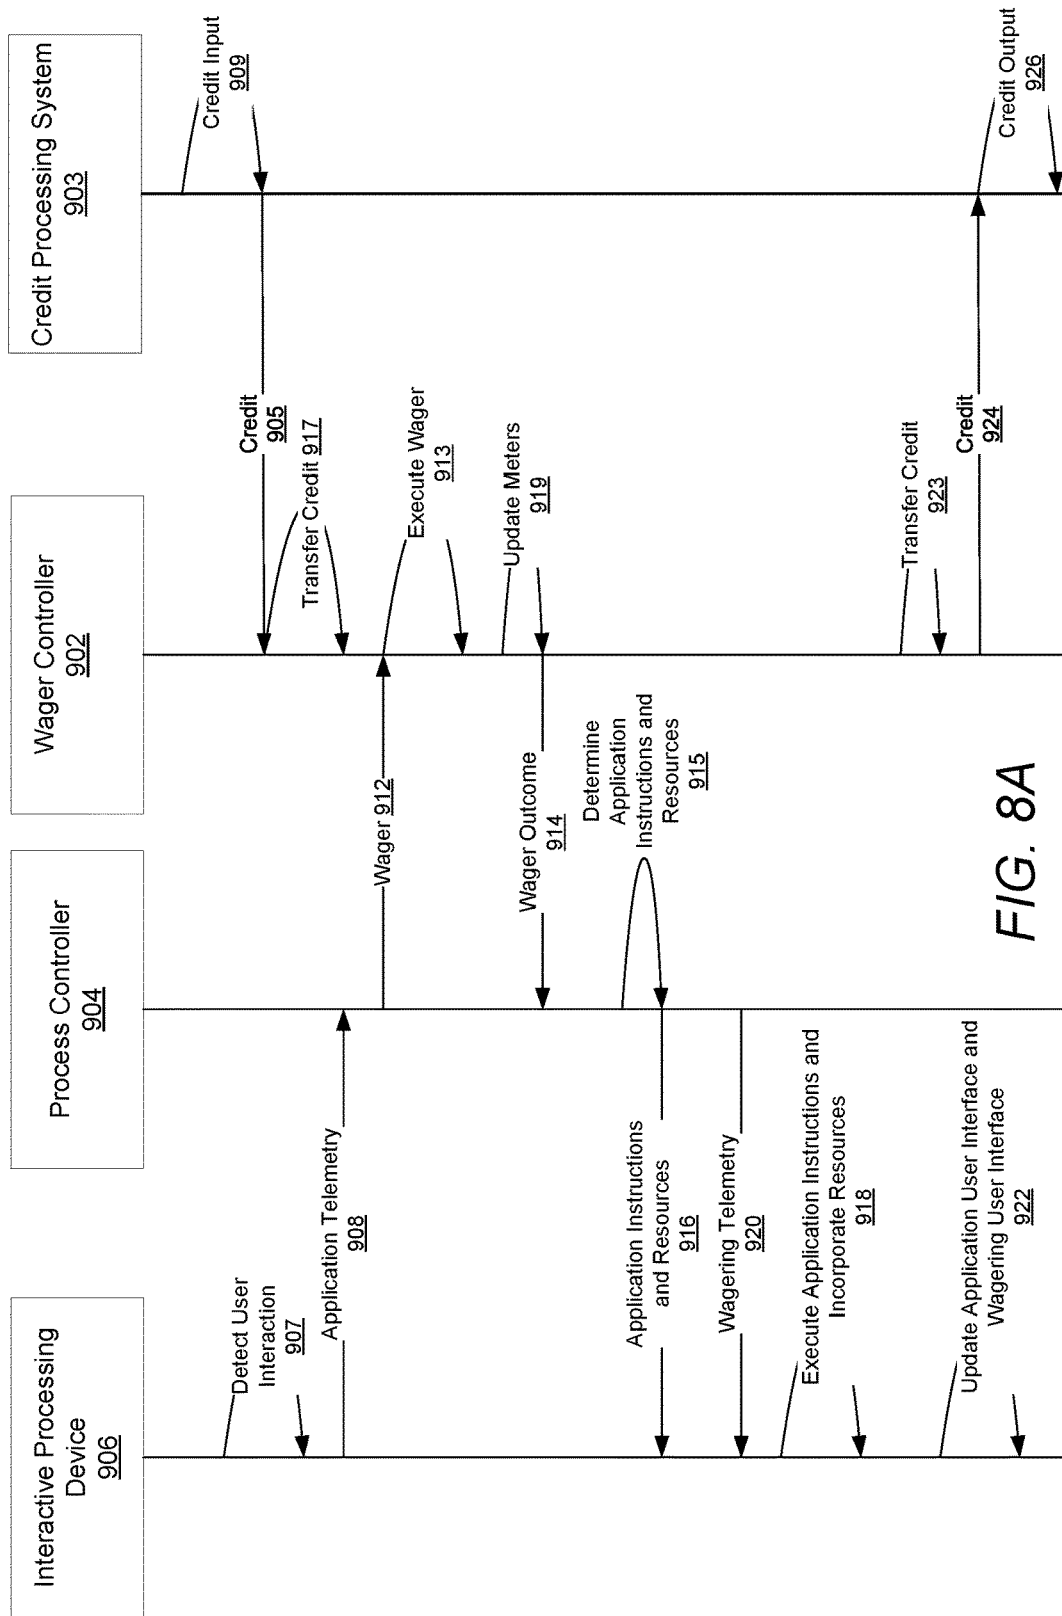 Interactive Processing
Device
906
Process Controller
904
Wager Controller
902
Credit Processing System
903
Credit Input
909
Detect User
Interaction
907
Credit
905
Transfer Credit 917
Application Telemetry
908
Wager 912
Execute Wager
913
Update Meters
919
Wager Outcome
914
Determine
Application
Instructions and
Resources
915
Application Instructions
and Resources
916
Wagering Telemetry
920
Execute Application Instructions and
Incorporate Resources
918
Transfer Credit
923
Update Application User Interface and
Wagering User Interface
922
Credit
924
Credit Output
926
FIG. 8A